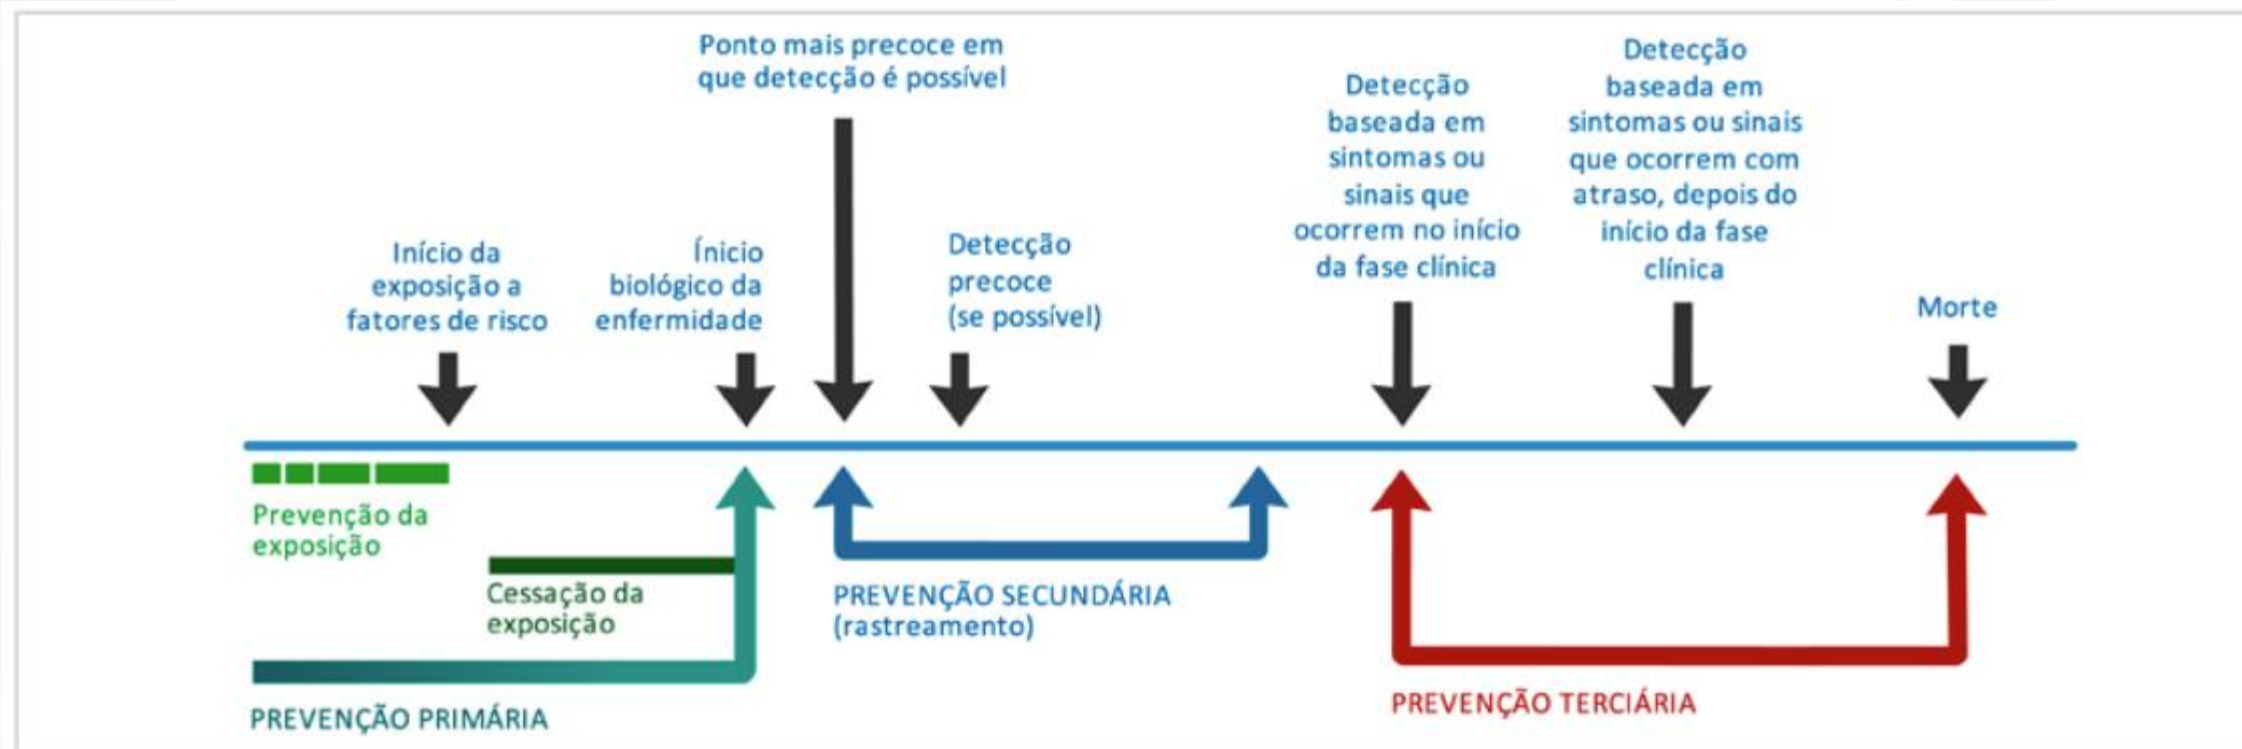 Ponto mais precoce em
que detecção é possível
Detecção
baseada em
sintomas ou
sinais que
ocorrem no início
da fase clínica
Detecção
baseada em
sintomas ou sinais
que ocorrem com
atraso, depois do
início da fase
clínica
Início da
exposição a
fatores de risco
Ínicio
biológico da
enfermidade
Detecção
precoce
(se possível)
Morte
Prevenção da
exposição
Cessação da
exposição
PREVENÇÃO PRIMÁRIA
PREVENÇÃO SECUNDÁRIA
(rastreamento)
PREVENÇÃO TERCIÁRIA